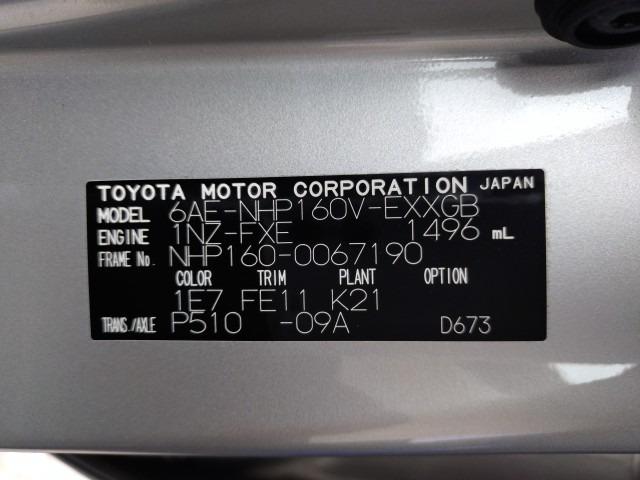 TOYOTA MOTOR CORPORATION JAPAN
MODEL 6AE-NHP160V-EXXGB
ENGINE 1NZ-FXE 1496 mL
FRAME No. NHP160-0067190
COLOR TRIM PLANT OPTION
1E7 FE11 K21
TRANS./AXLE P510 -09A D673